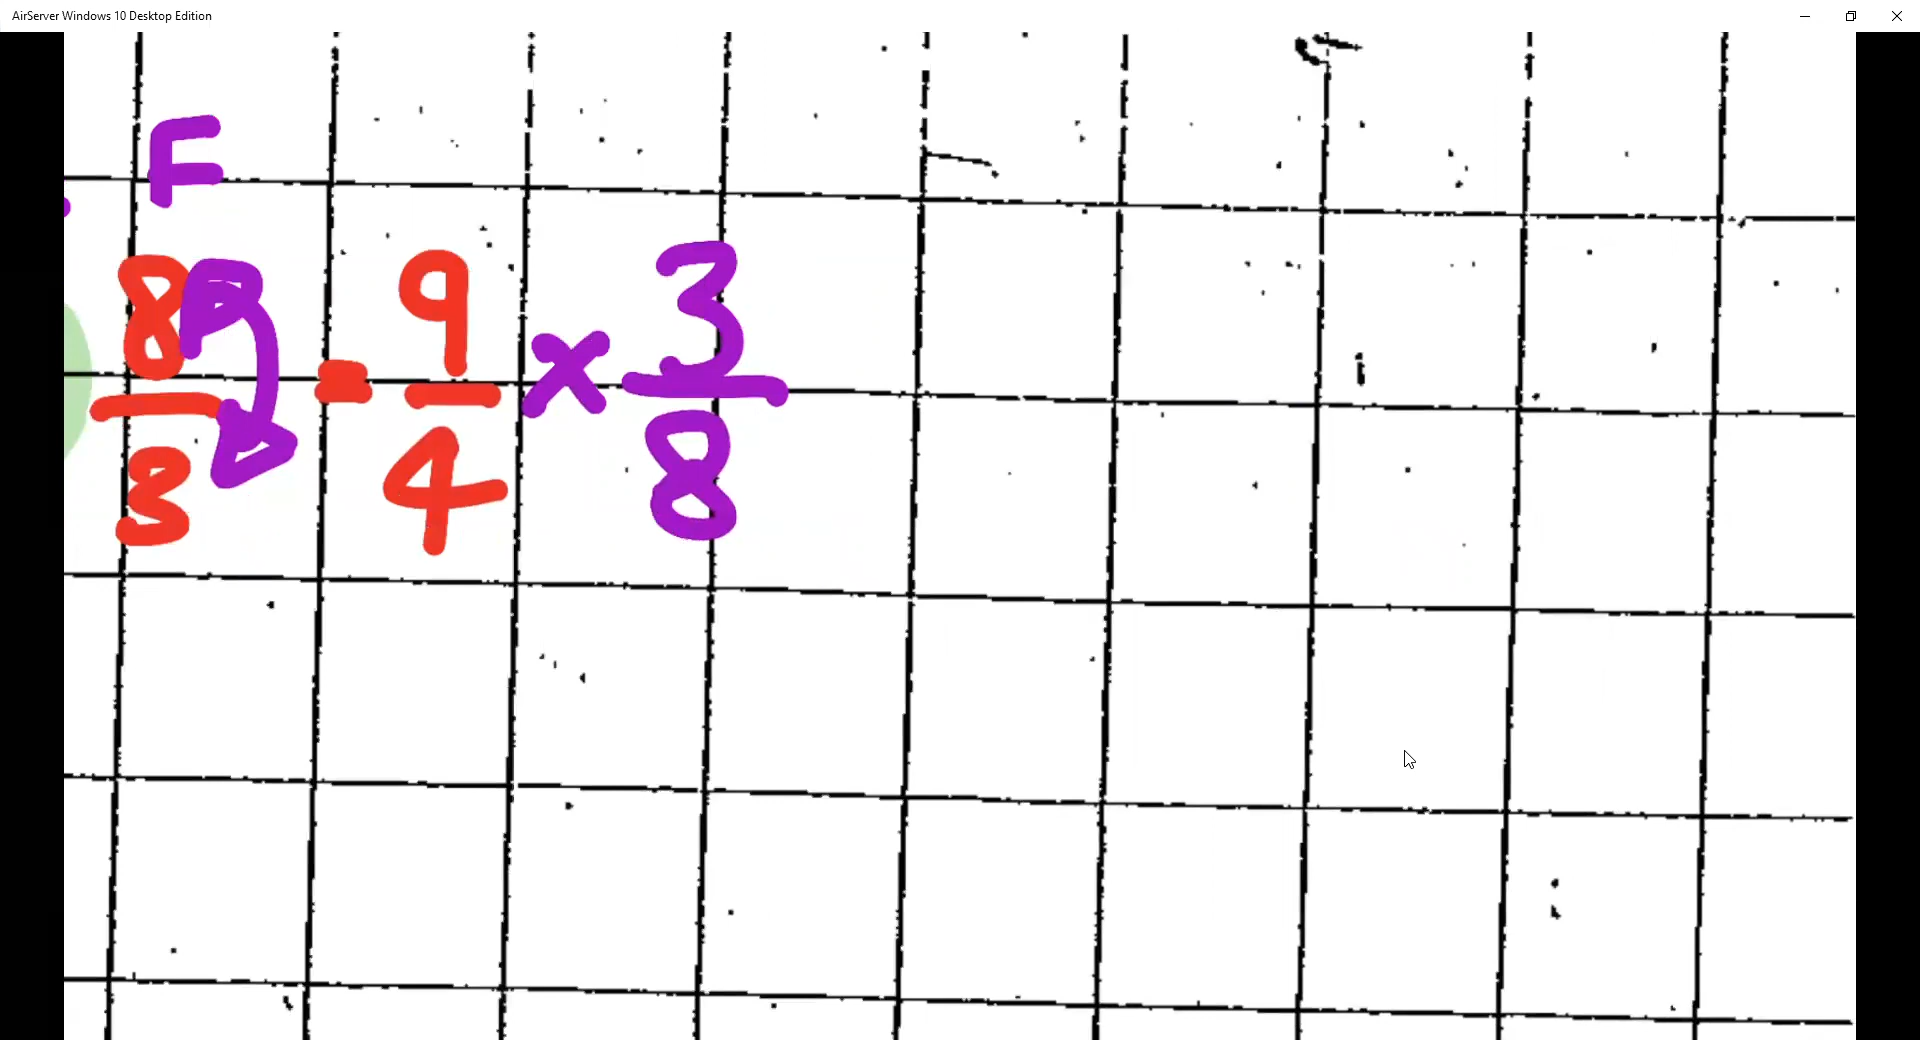 AirServer Windows 10 Desktop Edition
F
8/3 = 9/4 × 3/8